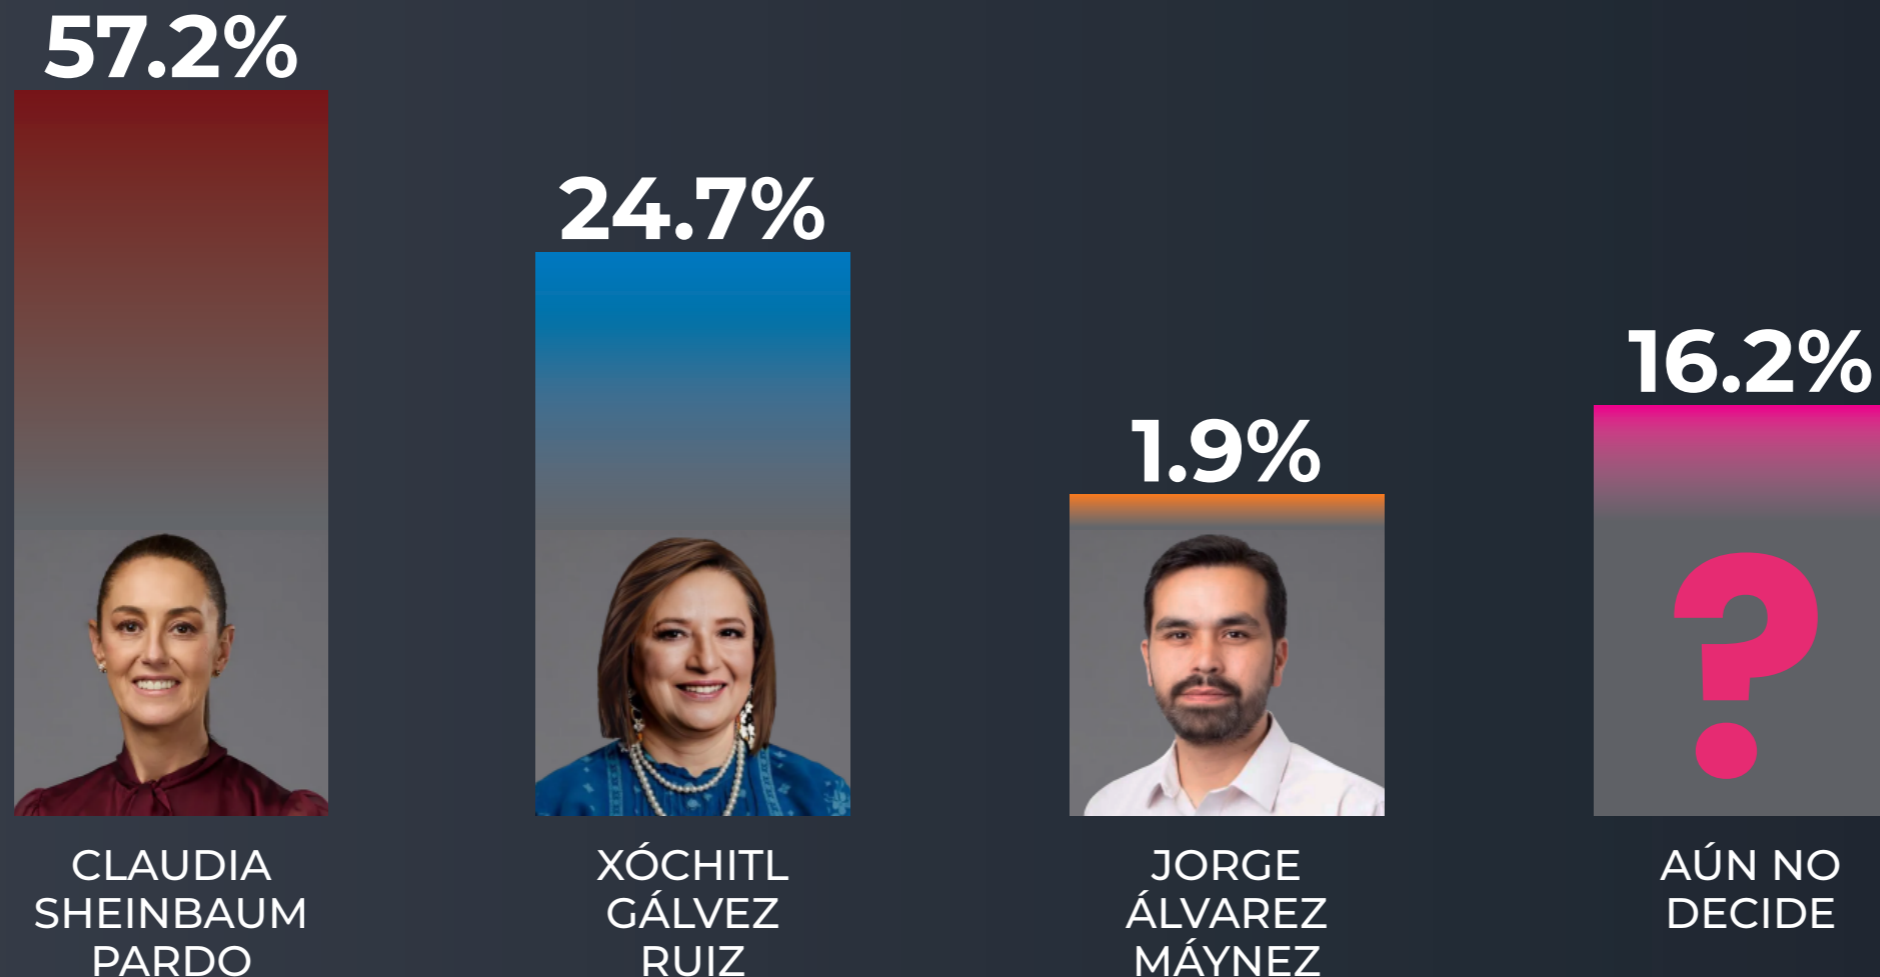 57.2%
CLAUDIA
SHEINBAUM
PARDO
24.7%
XÓCHITL
GÁLVEZ
RUIZ
1.9%
JORGE
ÁLVAREZ
MÁYNEZ
16.2%
?
AÚN NO
DECIDE